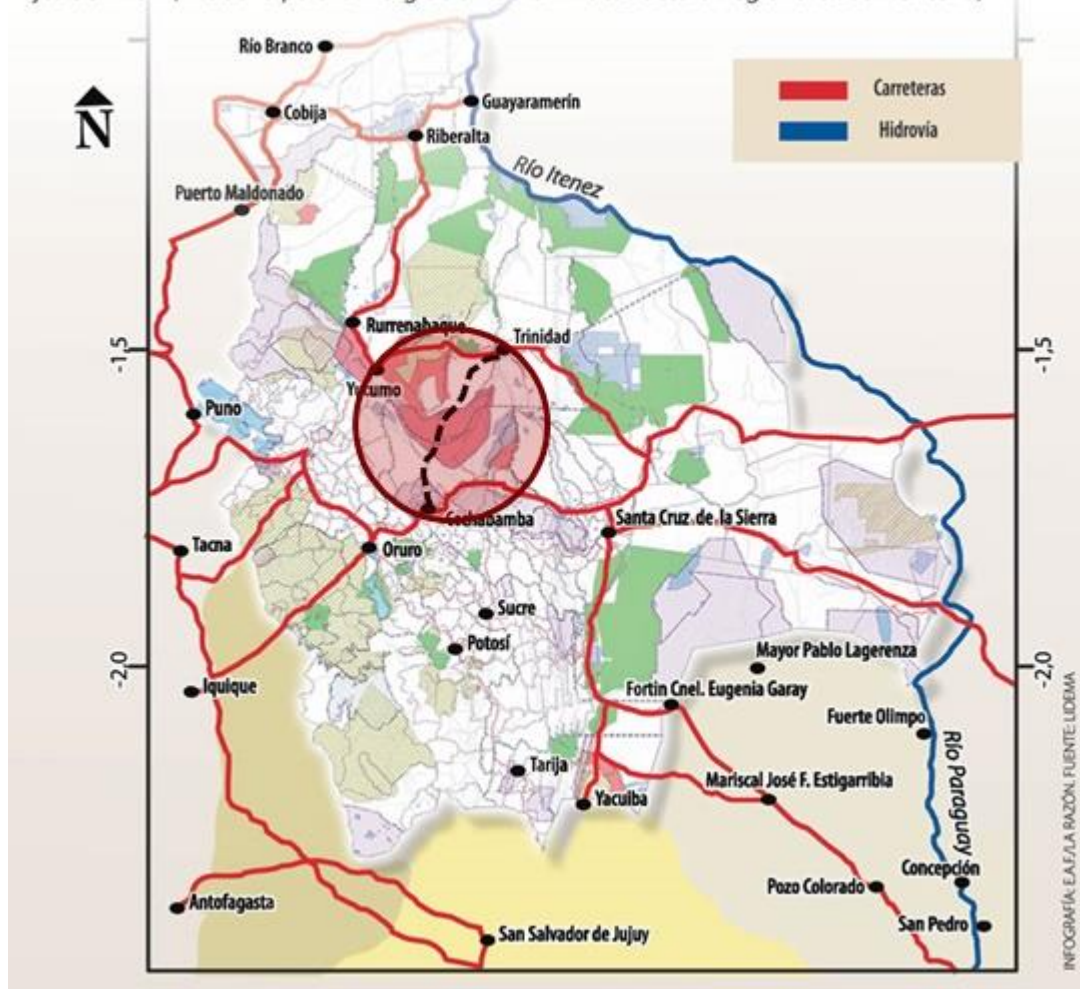 Río Branco
Cobija
Guayaramerín
Riberalta
Carreteras
Hidrovía
N
Río Itenez
Puerto Maldonado
-1,5
-1,5
Rurrenabaque
Trinidad
Yucumo
Puno
Cochabamba
Santa Cruz de la Sierra
Tacna
Oruro
Sucre
Potosí
Mayor Pablo Lagerenza
-2,0
-2,0
Iquique
Fortin Cnel. Eugenia Garay
Fuerte Olimpo
Río Paraguay
Tarija
Mariscal José F. Estigarribia
Yacuiba
Concepción
Pozo Colorado
Antofagasta
San Pedro
San Salvador de Jujuy
INFOGRAFÍA: E.A.F./LA RAZÓN. FUENTE: LIDEMA